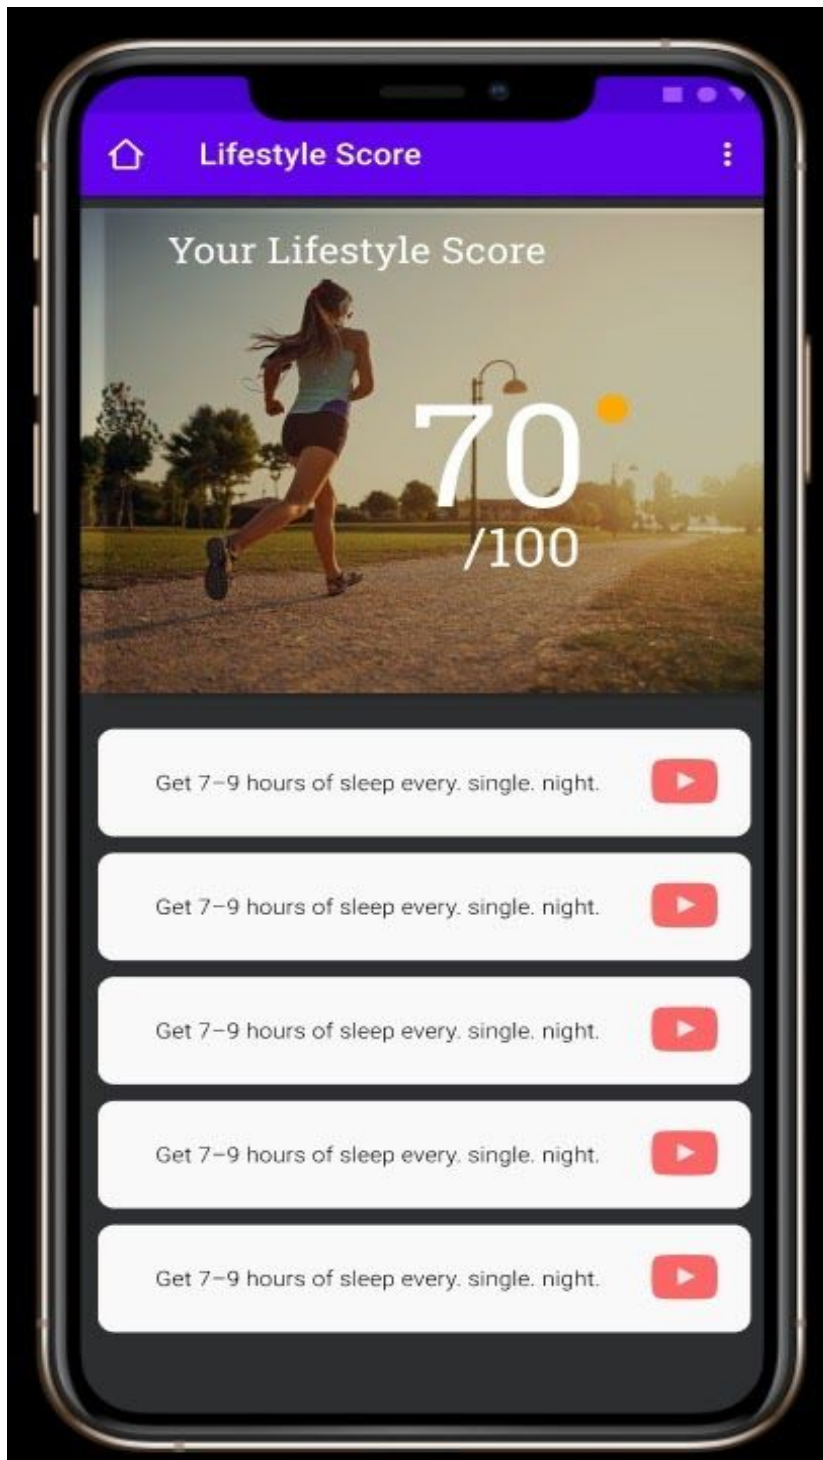 Lifestyle Score
Your Lifestyle Score
70
/100
Get 7–9 hours of sleep every. single. night.
Get 7–9 hours of sleep every. single. night.
Get 7–9 hours of sleep every. single. night.
Get 7–9 hours of sleep every. single. night.
Get 7–9 hours of sleep every. single. night.